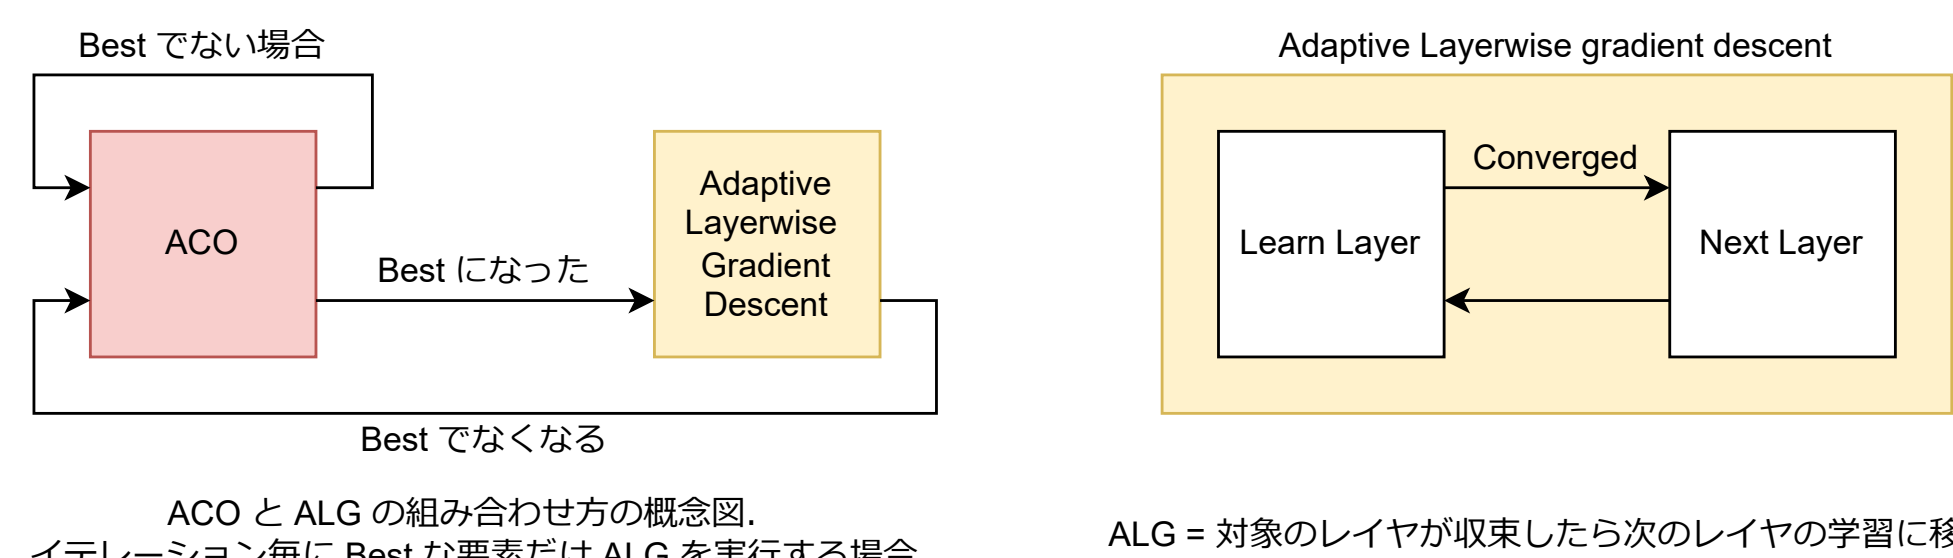 Best でない場合
ACO
Best になった
Adaptive
Layerwise
Gradient
Descent
Best でなくなる
ACO と ALG の組み合わせ方の概念図.
イテレーション毎に Best な要素だけ ALG を実行する場合
Adaptive Layerwise gradient descent
Learn Layer
Converged
Next Layer
ALG = 対象のレイヤが収束したら次のレイヤの学習に移